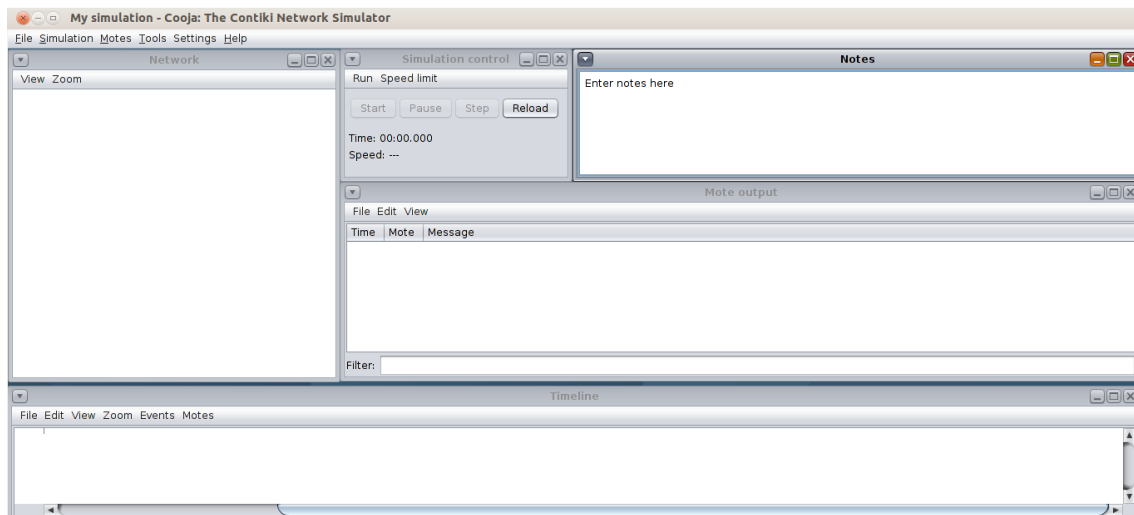 My simulation - Cooja: The Contiki Network Simulator
File Simulation Motes Tools Settings Help
Network
View Zoom
Simulation control
Run Speed limit
Start Pause Step Reload
Time: 00:00.000
Speed: ---
Notes
Enter notes here
Mote output
File Edit View
Time Mote Message
Filter:
Timeline
File Edit View Zoom Events Motes